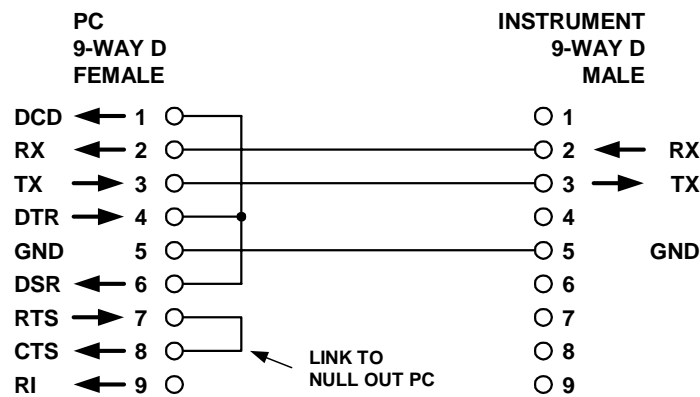 PC
9-WAY D
FEMALE
INSTRUMENT
9-WAY D
MALE
DCD 1 1
RX 2 2 RX
TX 3 3 TX
DTR 4 4
GND 5 5 GND
DSR 6 6
RTS 7 7
CTS 8 8
LINK TO
NULL OUT PC
RI 9 9